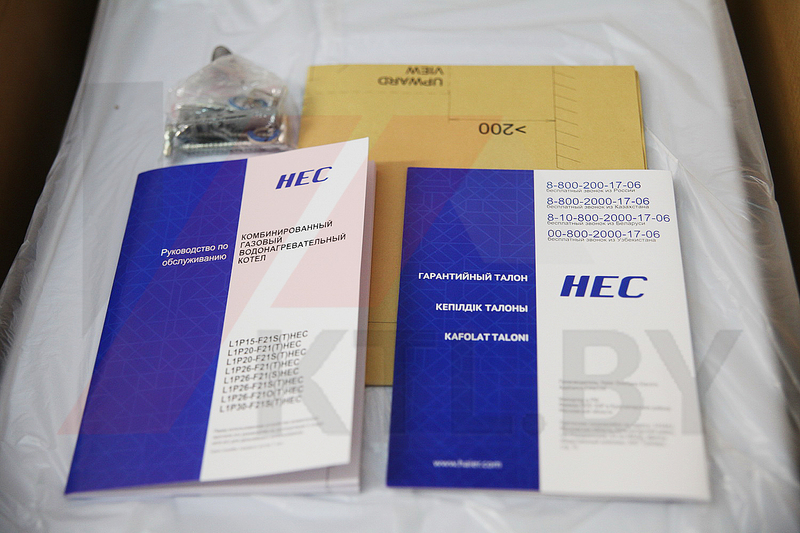 UPWARD
VIEW
>200
HEC
КОМБИНИРОВАННЫЙ
ГАЗОВЫЙ
ВОДОНАГРЕВАТЕЛЬНЫЙ
КОТЕЛ
Руководство по
обслуживанию
L1P15-F21S(T)HEC
L1P20-F21(T)HEC
L1P20-F21S(T)HEC
L1P26-F21(T)HEC
L1P26-F21(S)HEC
L1P26-F21S(T)HEC
L1P26-F21O(T)HEC
L1P30-F21S(T)HEC
8-800-200-17-06
бесплатный звонок из России
8-800-2000-17-06
бесплатный звонок из Казахстана
8-10-800-2000-17-06
бесплатный звонок из Беларуси
00-800-2000-17-06
бесплатный звонок из Узбекистана
HEC
ГАРАНТИЙНЫЙ ТАЛОН
КЕПІЛДІК ТАЛОНЫ
KAFOLAT TALONI
www.haier.com
KTL.BY